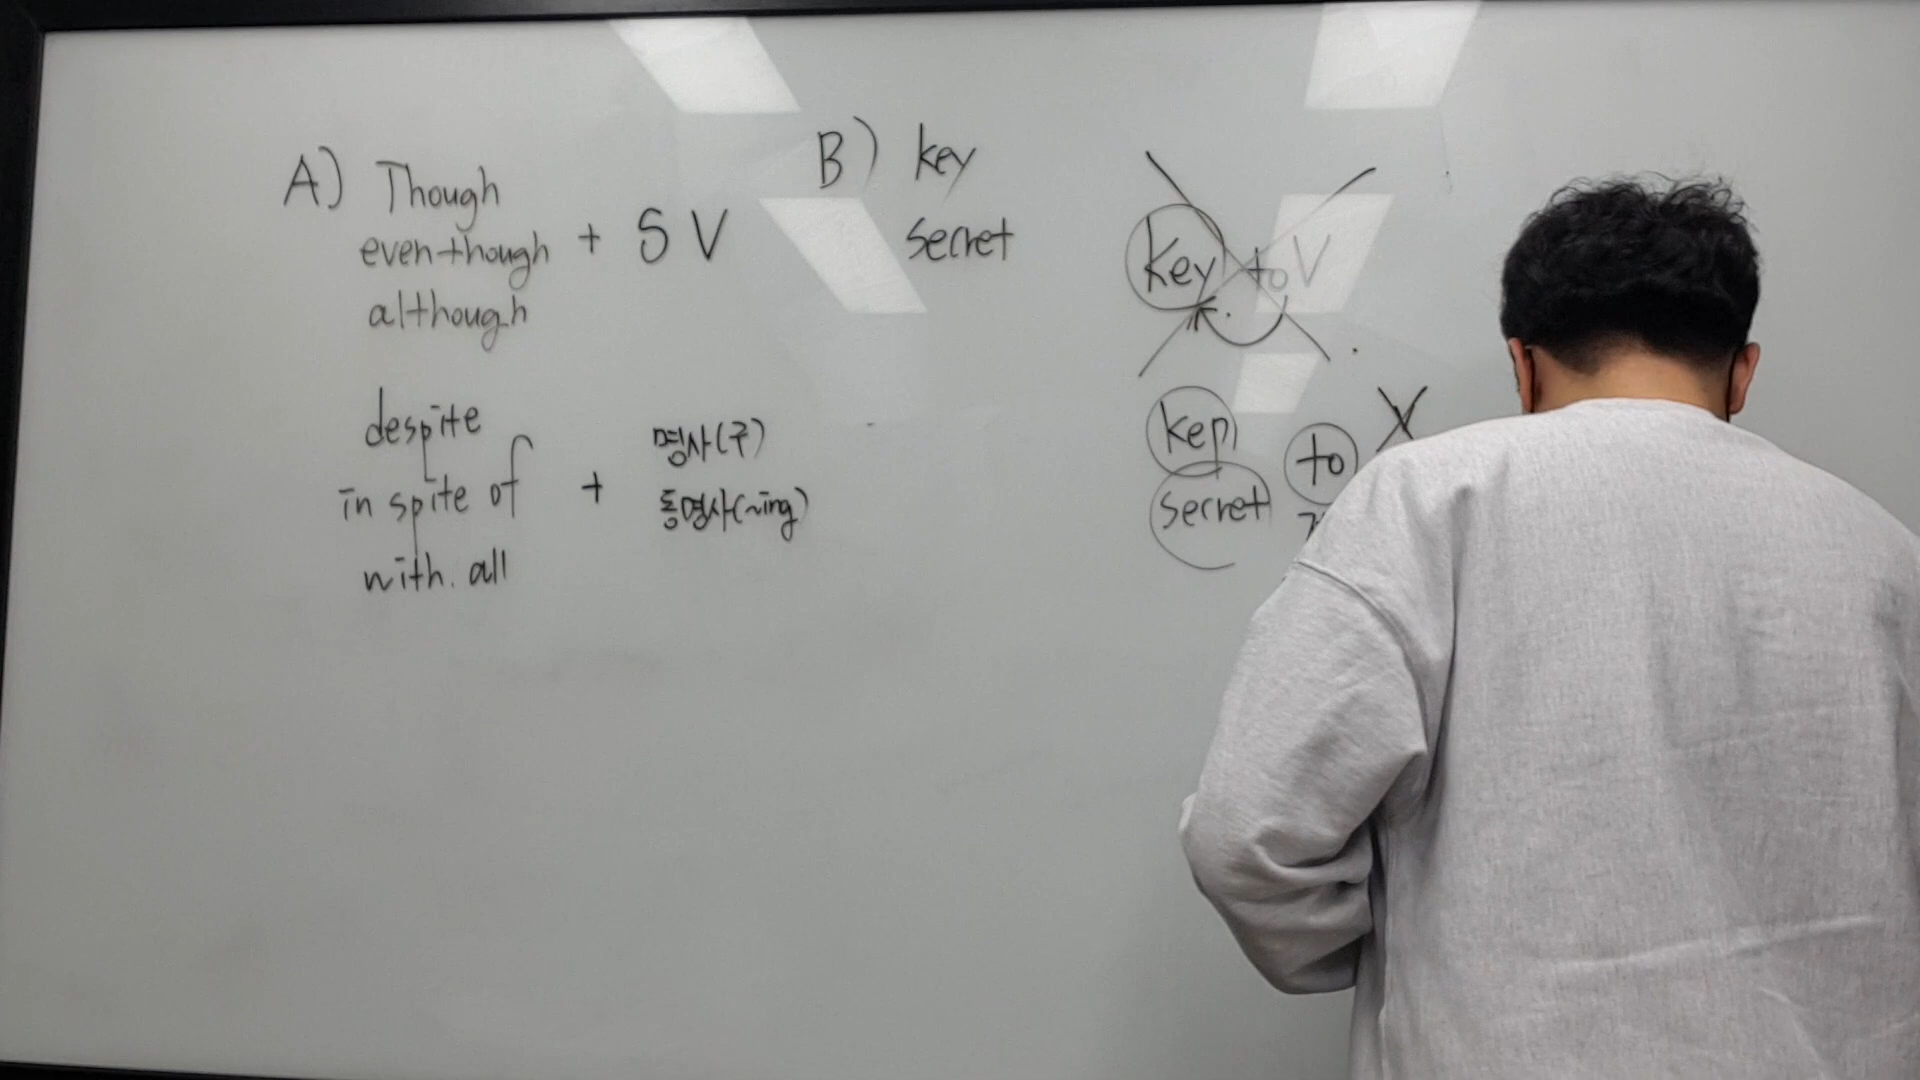 A) Though
even though + S V
although
despite
in spite of + 명사(구)
동명사(~ing)
with. all
B) key
secret
key to V
key to
secret